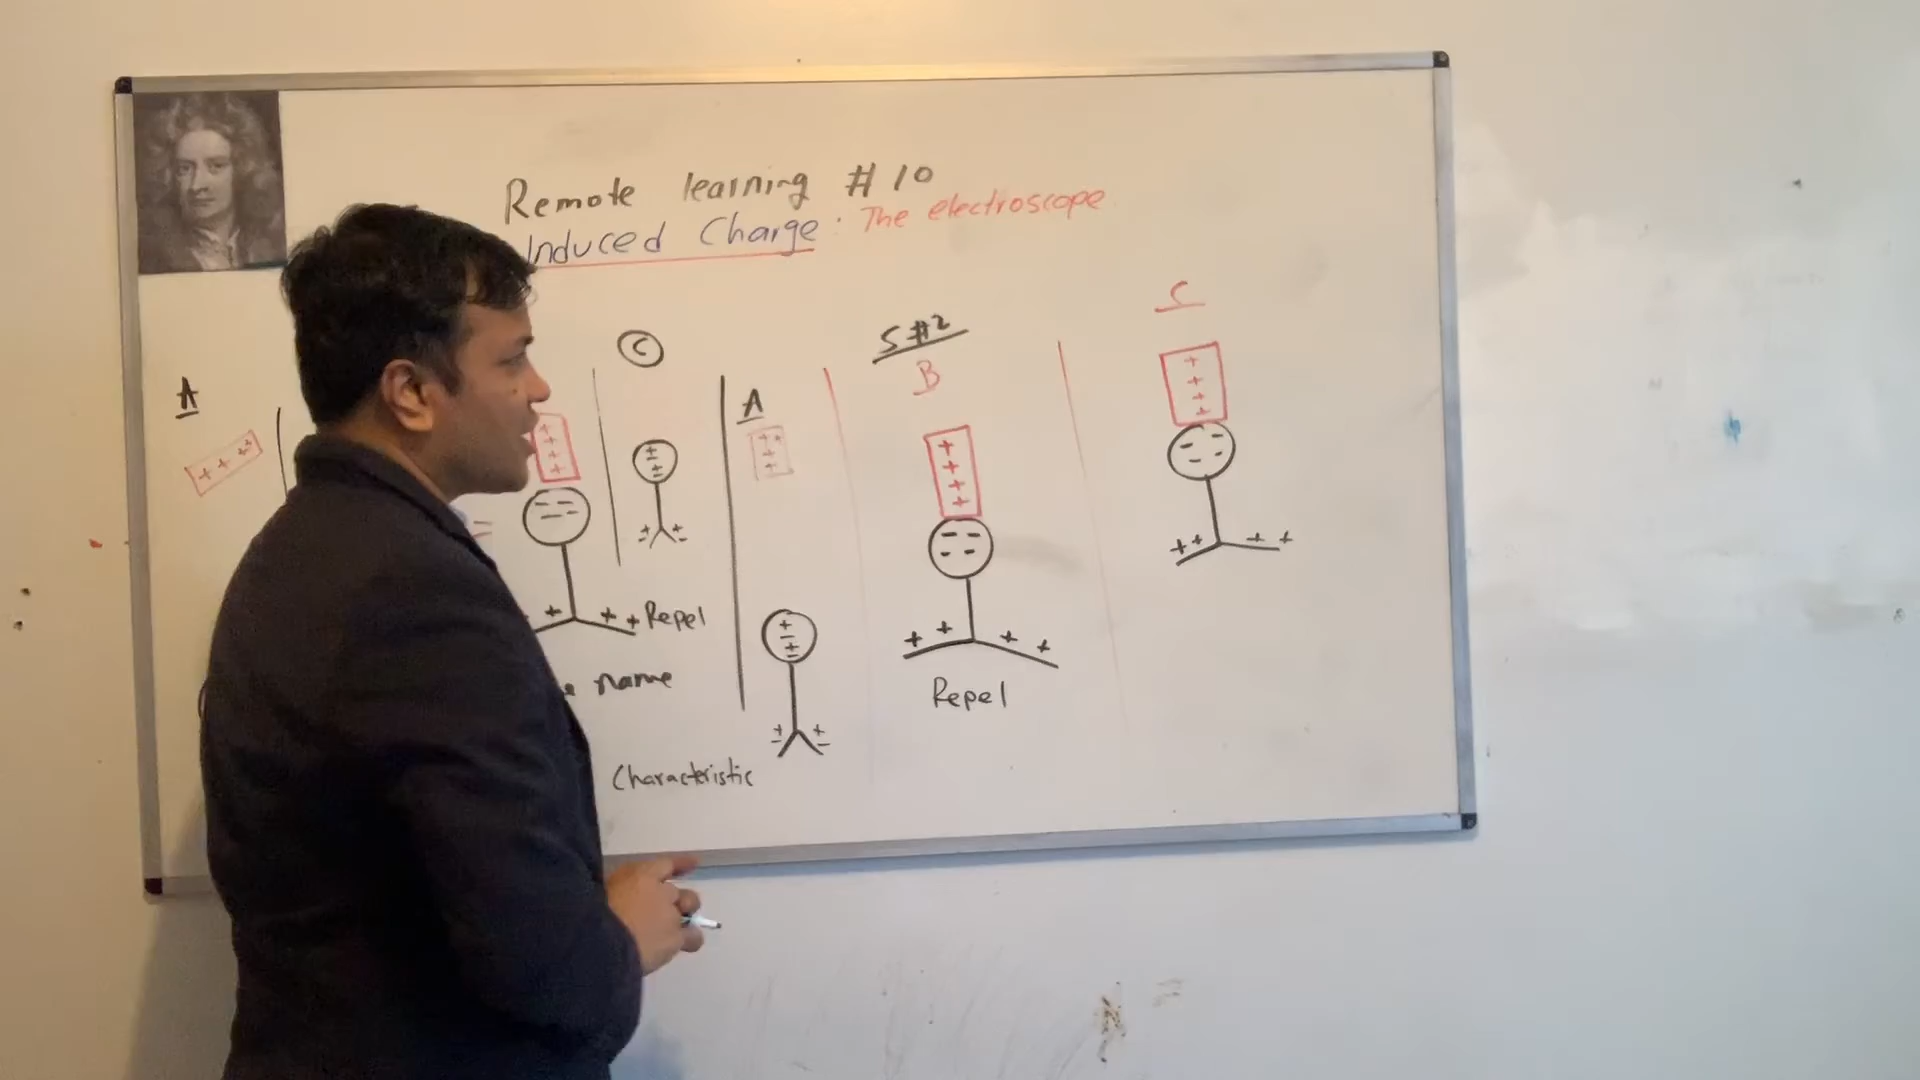 Remote learning #10
Induced Charge: The electroscope
A
+ + +
+ + + +
- - - -
+ + +
Repel
name
Characteristic
C
A
S #2
B
+ + + +
- - - -
+ + + +
Repel
C
+ + + +
- - - -
+ + + +